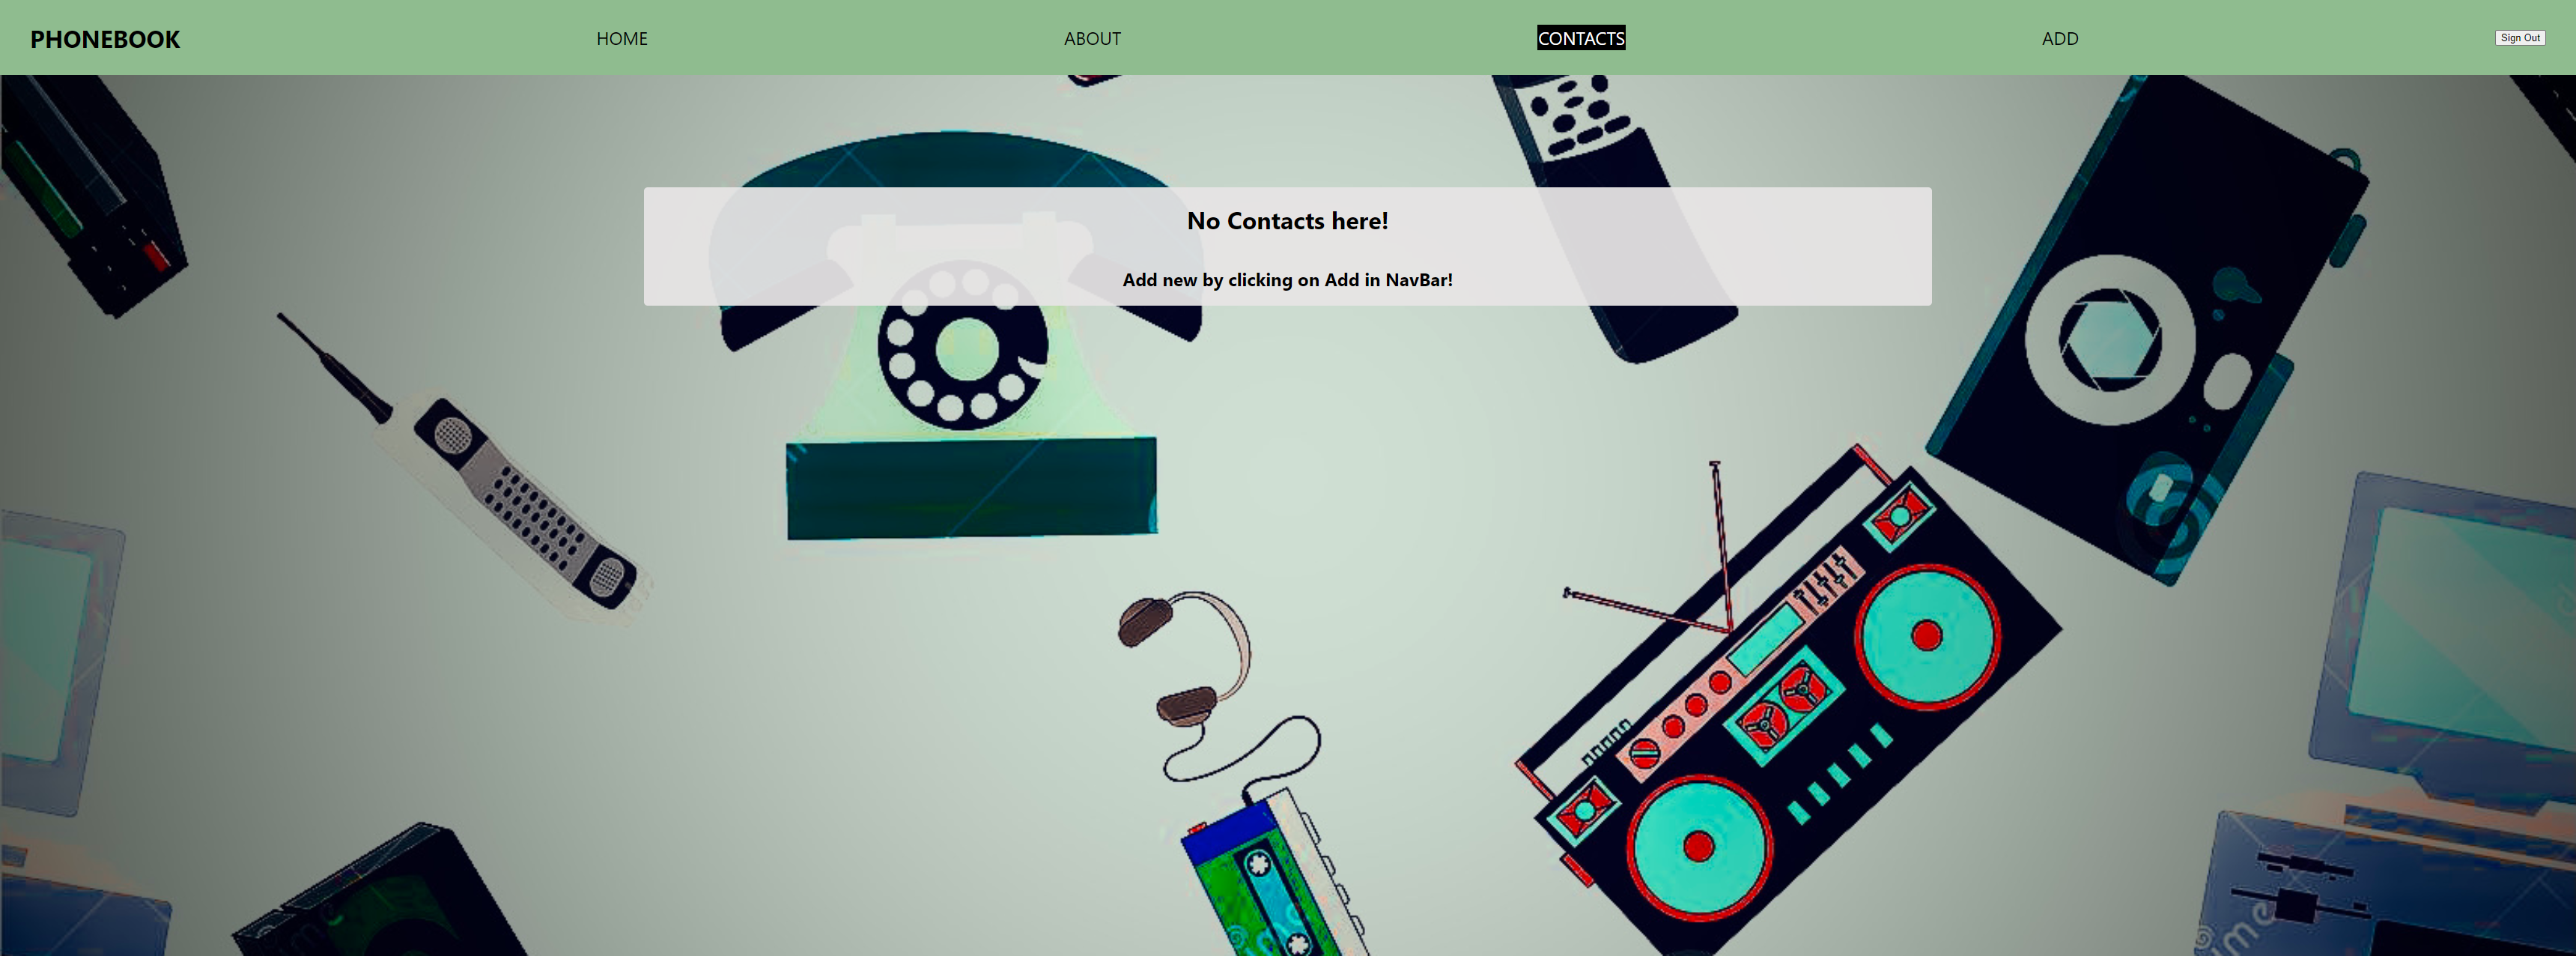 PHONEBOOK HOME ABOUT CONTACTS ADD Sign Out
No Contacts here!
Add new by clicking on Add in NavBar!